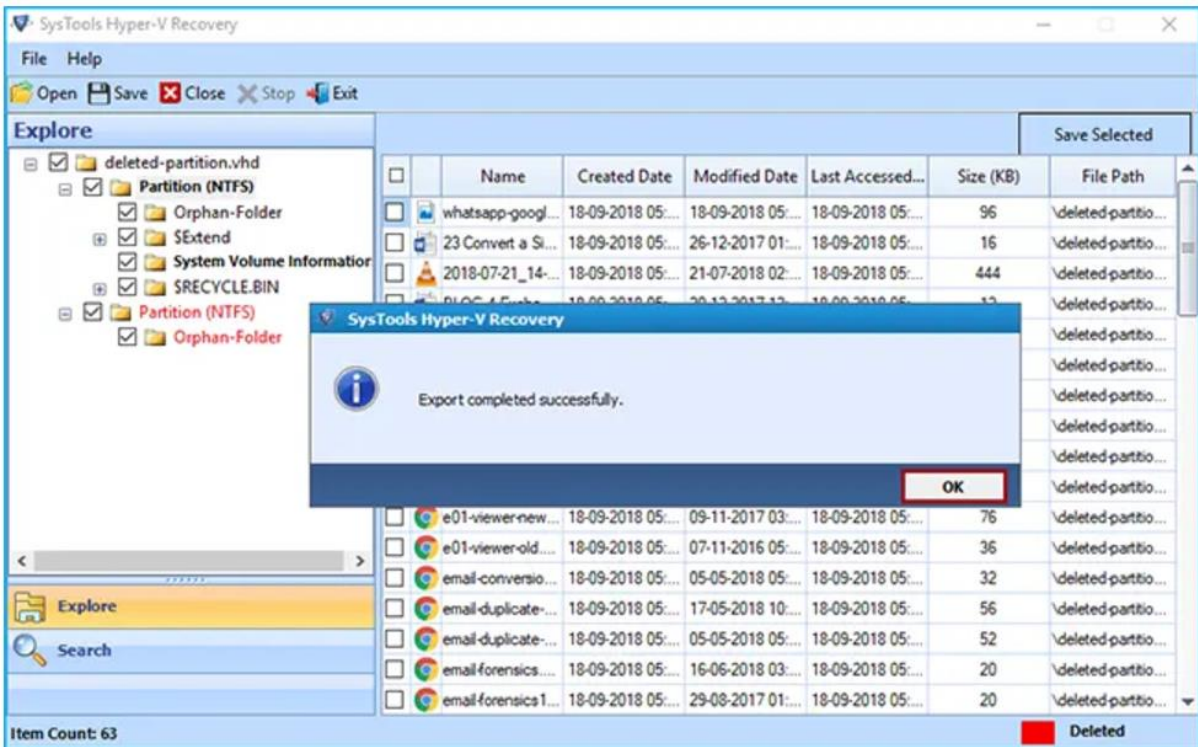 SysTools Hyper-V Recovery
File Help
Open Save Close Stop Exit
Explore
Save Selected
deleted-partition.vhd
Partition (NTFS)
Orphan-Folder
$Extend
System Volume Information
$RECYCLE.BIN
Partition (NTFS)
Orphan-Folder
Name Created Date Modified Date Last Accessed... Size (KB) File Path
whatsapp-googl... 18-09-2018 05:... 18-09-2018 05:... 18-09-2018 05:... 96 \deleted-partitio...
23 Convert a Si... 18-09-2018 05:... 26-12-2017 01:... 18-09-2018 05:... 16 \deleted-partitio...
2018-07-21_14-... 18-09-2018 05:... 21-07-2018 02:... 18-09-2018 05:... 444 \deleted-partitio...
\deleted-partitio...
\deleted-partitio...
\deleted-partitio...
\deleted-partitio...
\deleted-partitio...
\deleted-partitio...
\deleted-partitio...
SysTools Hyper-V Recovery
Export completed successfully.
OK
e01-viewer-new... 18-09-2018 05:... 09-11-2017 03:... 18-09-2018 05:... 76 \deleted-partitio...
e01-viewer-old.... 18-09-2018 05:... 07-11-2016 05:... 18-09-2018 05:... 36 \deleted-partitio...
email-conversio... 18-09-2018 05:... 05-05-2018 05:... 18-09-2018 05:... 32 \deleted-partitio...
email-duplicate-... 18-09-2018 05:... 17-05-2018 10:... 18-09-2018 05:... 56 \deleted-partitio...
email-duplicate-... 18-09-2018 05:... 05-05-2018 05:... 18-09-2018 05:... 52 \deleted-partitio...
email-forensics.... 18-09-2018 05:... 16-06-2018 03:... 18-09-2018 05:... 20 \deleted-partitio...
email-forensics1... 18-09-2018 05:... 29-08-2017 01:... 18-09-2018 05:... 20 \deleted-partitio...
Explore
Search
Item Count: 63
Deleted